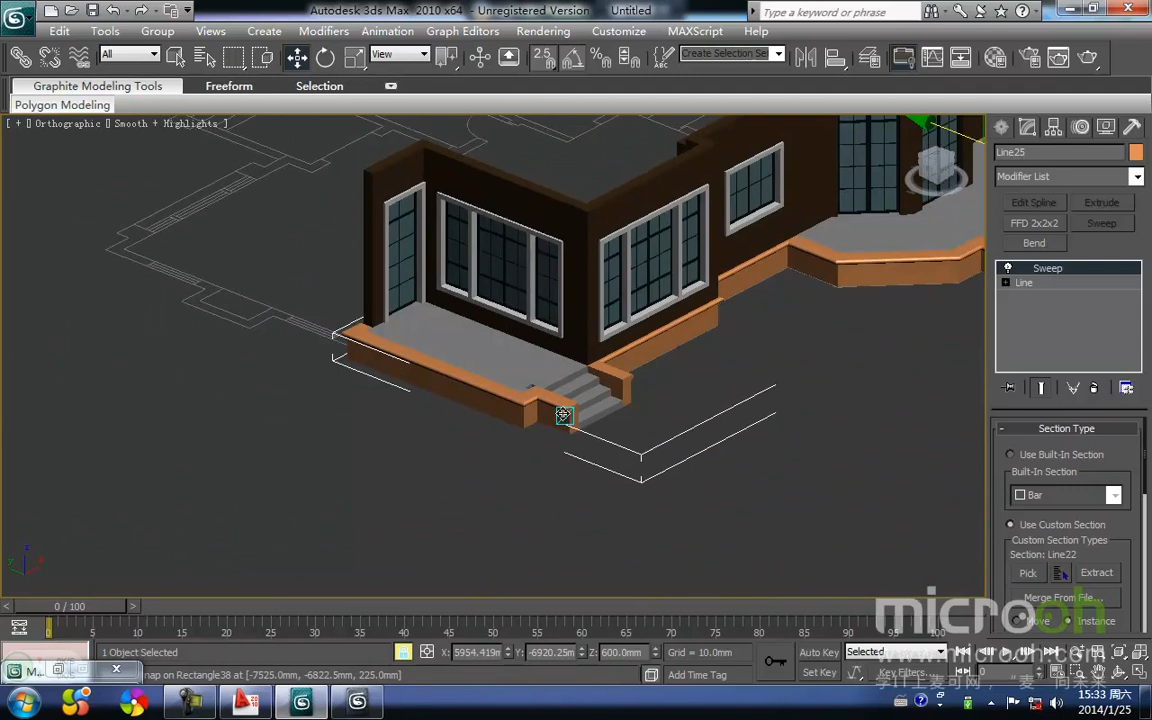 Autodesk 3ds Max 2010 x64 - Unregistered Version Untitled
Type a keyword or phrase
Edit Tools Group Views Create Modifiers Animation Graph Editors Rendering Customize MAXScript Help
All View 2.5 Create Selection Se
Graphite Modeling Tools Freeform Selection
Polygon Modeling
[ + ] Orthographic ] Smooth + Highlights ]
Line25
Modifier List
Edit Spline Extrude
FFD 2x2x2 Sweep
Bend
Sweep
Line
- Section Type
Use Built-In Section
Built-In Section
Bar
Use Custom Section
Custom Section Types
Section: Line22
Pick Extract
Merge From File...
Move Instance
microoh
0 / 100
0 5 10 15 20 25 30 35 40 45 50 55 60 65 70 75 80 85 90 95 100
1 Object Selected X: 5954.419m Y: -6920.25m Z: 600.0mm Grid = 10.0mm Auto Key Selected
www.microoh.com
M... nap on Rectangle38 at [-7525.0mm, -6822.5mm, 225.0mm] Add Time Tag Set Key Key Filters... 0
15:33 周六
2014/1/25